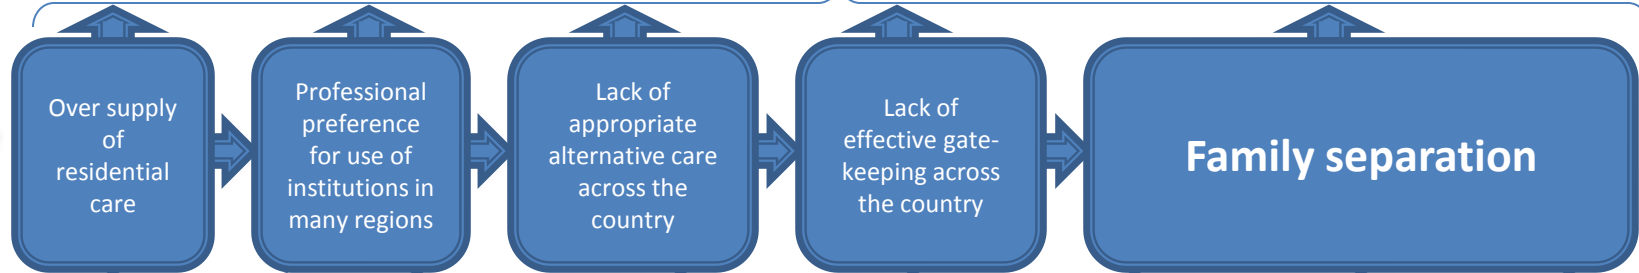 Over supply
of
residential
care
Professional
preference
for use of
institutions in
many regions
Lack of
appropriate
alternative care
across the
country
Lack of
effective gate-
keeping across
the country
Family separation